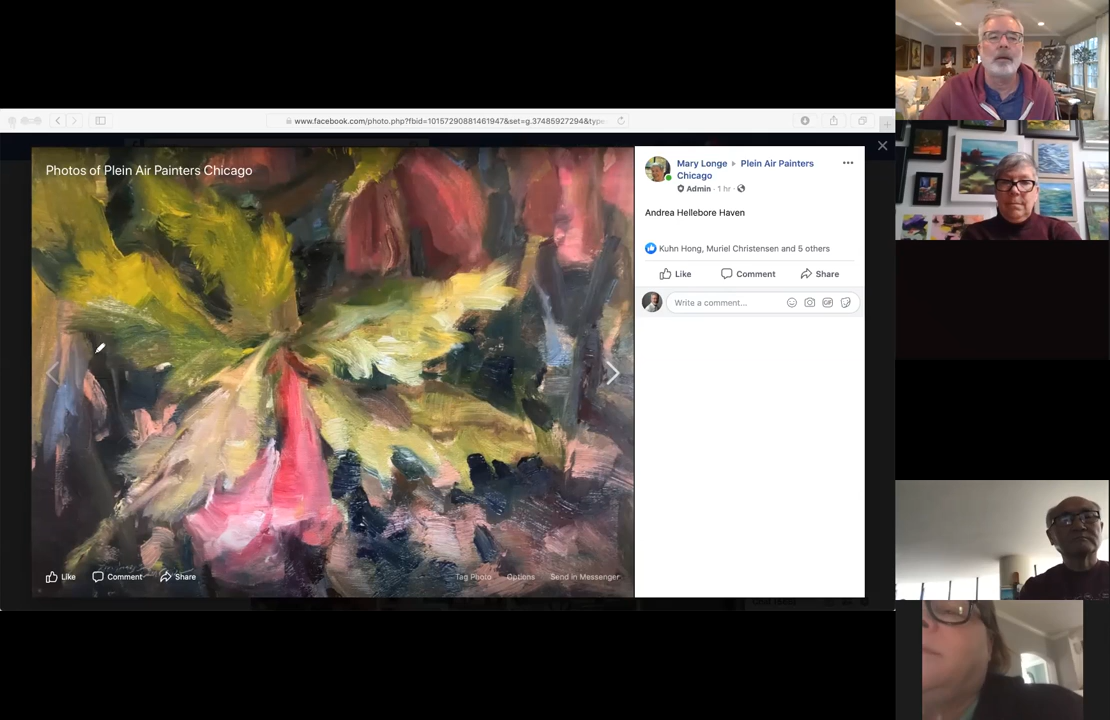 www.facebook.com/photo.php?fbid=10157290881461947&set=g.37485927294&type
Photos of Plein Air Painters Chicago
Mary Longe ▸ Plein Air Painters
Chicago
Admin · 1 hr ·
Andrea Hellebore Haven
Kuhn Hong, Muriel Christensen and 5 others
Like Comment Share
Write a comment...
GIF
Like Comment Share Tag Photo Options Send in Messenger